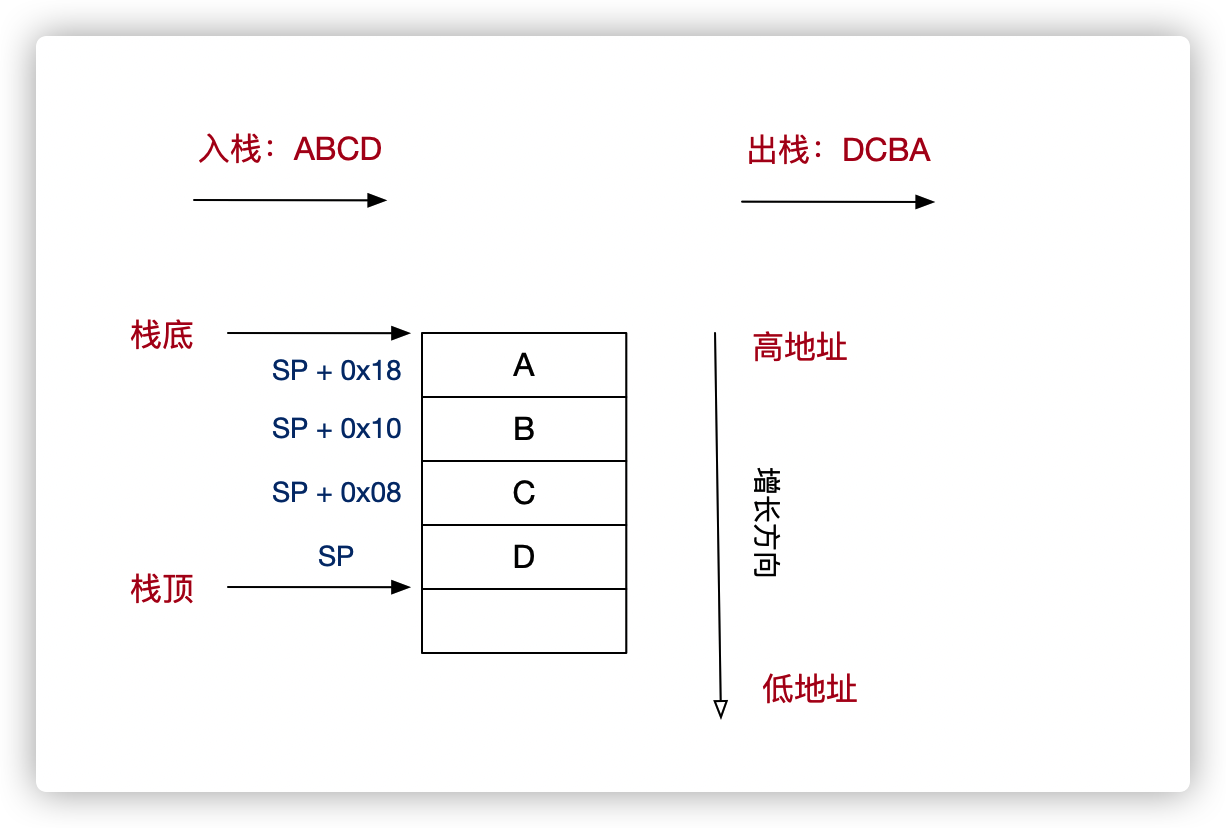 入栈：ABCD
出栈：DCBA
栈底
高地址
SP + 0x18
A
SP + 0x10
B
SP + 0x08
C
增长方向
SP
D
栈顶
低地址